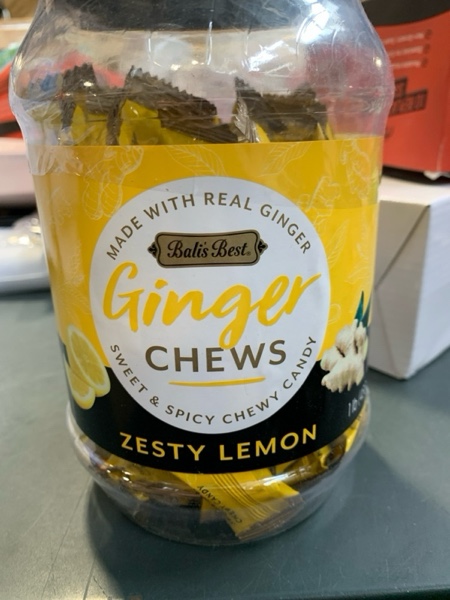 MADE WITH REAL GINGER
Bali's Best®
Ginger
CHEWS
SWEET & SPICY CHEWY CANDY
ZESTY LEMON